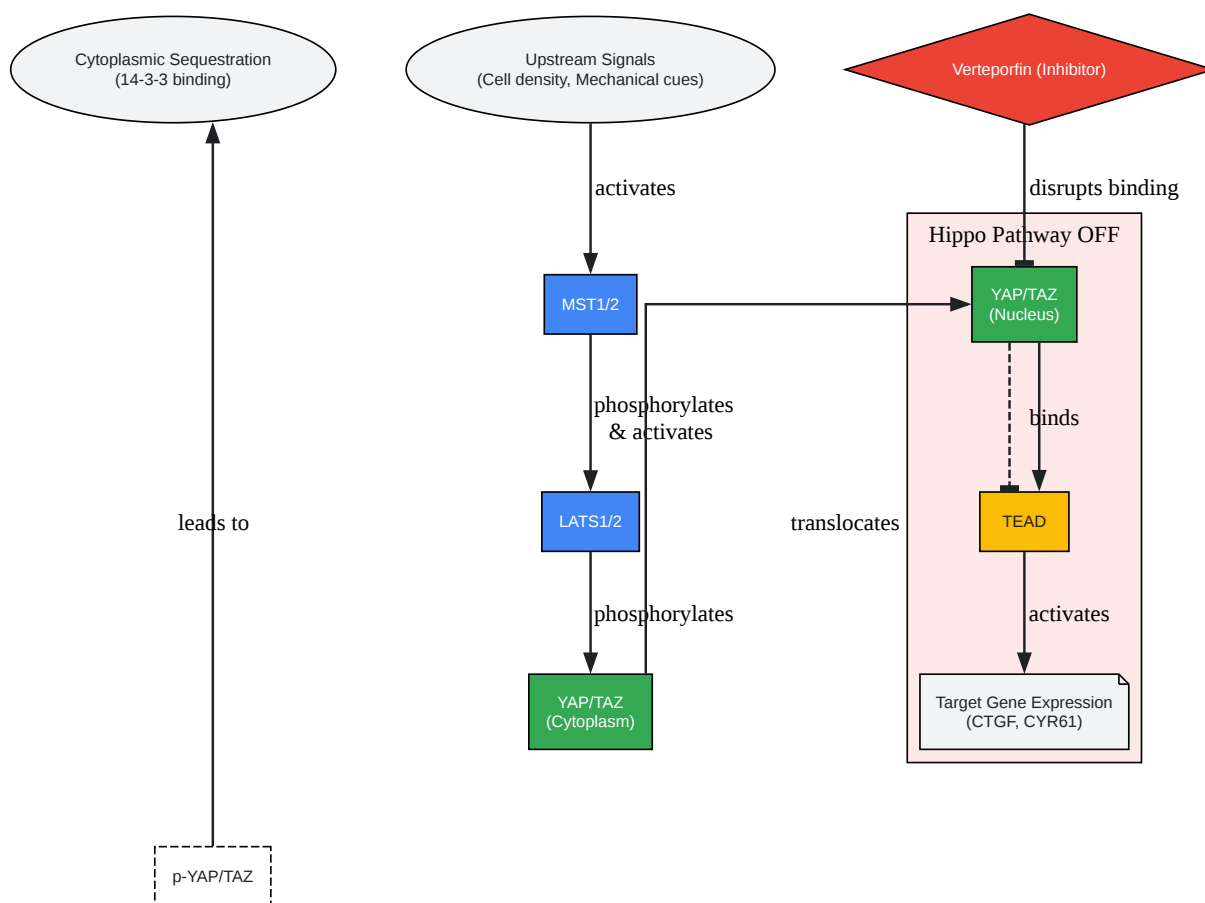 Cytoplasmic Sequestration
(14-3-3 binding)
Upstream Signals
(Cell density, Mechanical cues)
Verteporfin (Inhibitor)
activates
disrupts binding
Hippo Pathway OFF
MST1/2
YAP/TAZ
(Nucleus)
phosphorylates
& activates
binds
leads to
LATS1/2
translocates
TEAD
phosphorylates
activates
YAP/TAZ
(Cytoplasm)
Target Gene Expression
(CTGF, CYR61)
p-YAP/TAZ